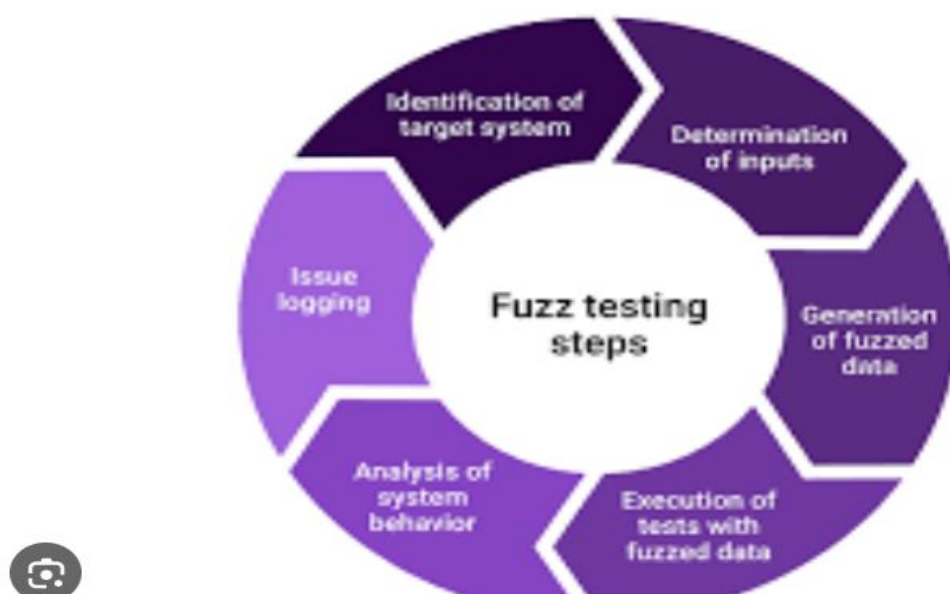 Fuzz testing
steps
Identification of
target system
Determination
of inputs
Generation
of fuzzed
data
Execution of
tests with
fuzzed data
Analysis of
system
behavior
Issue
logging